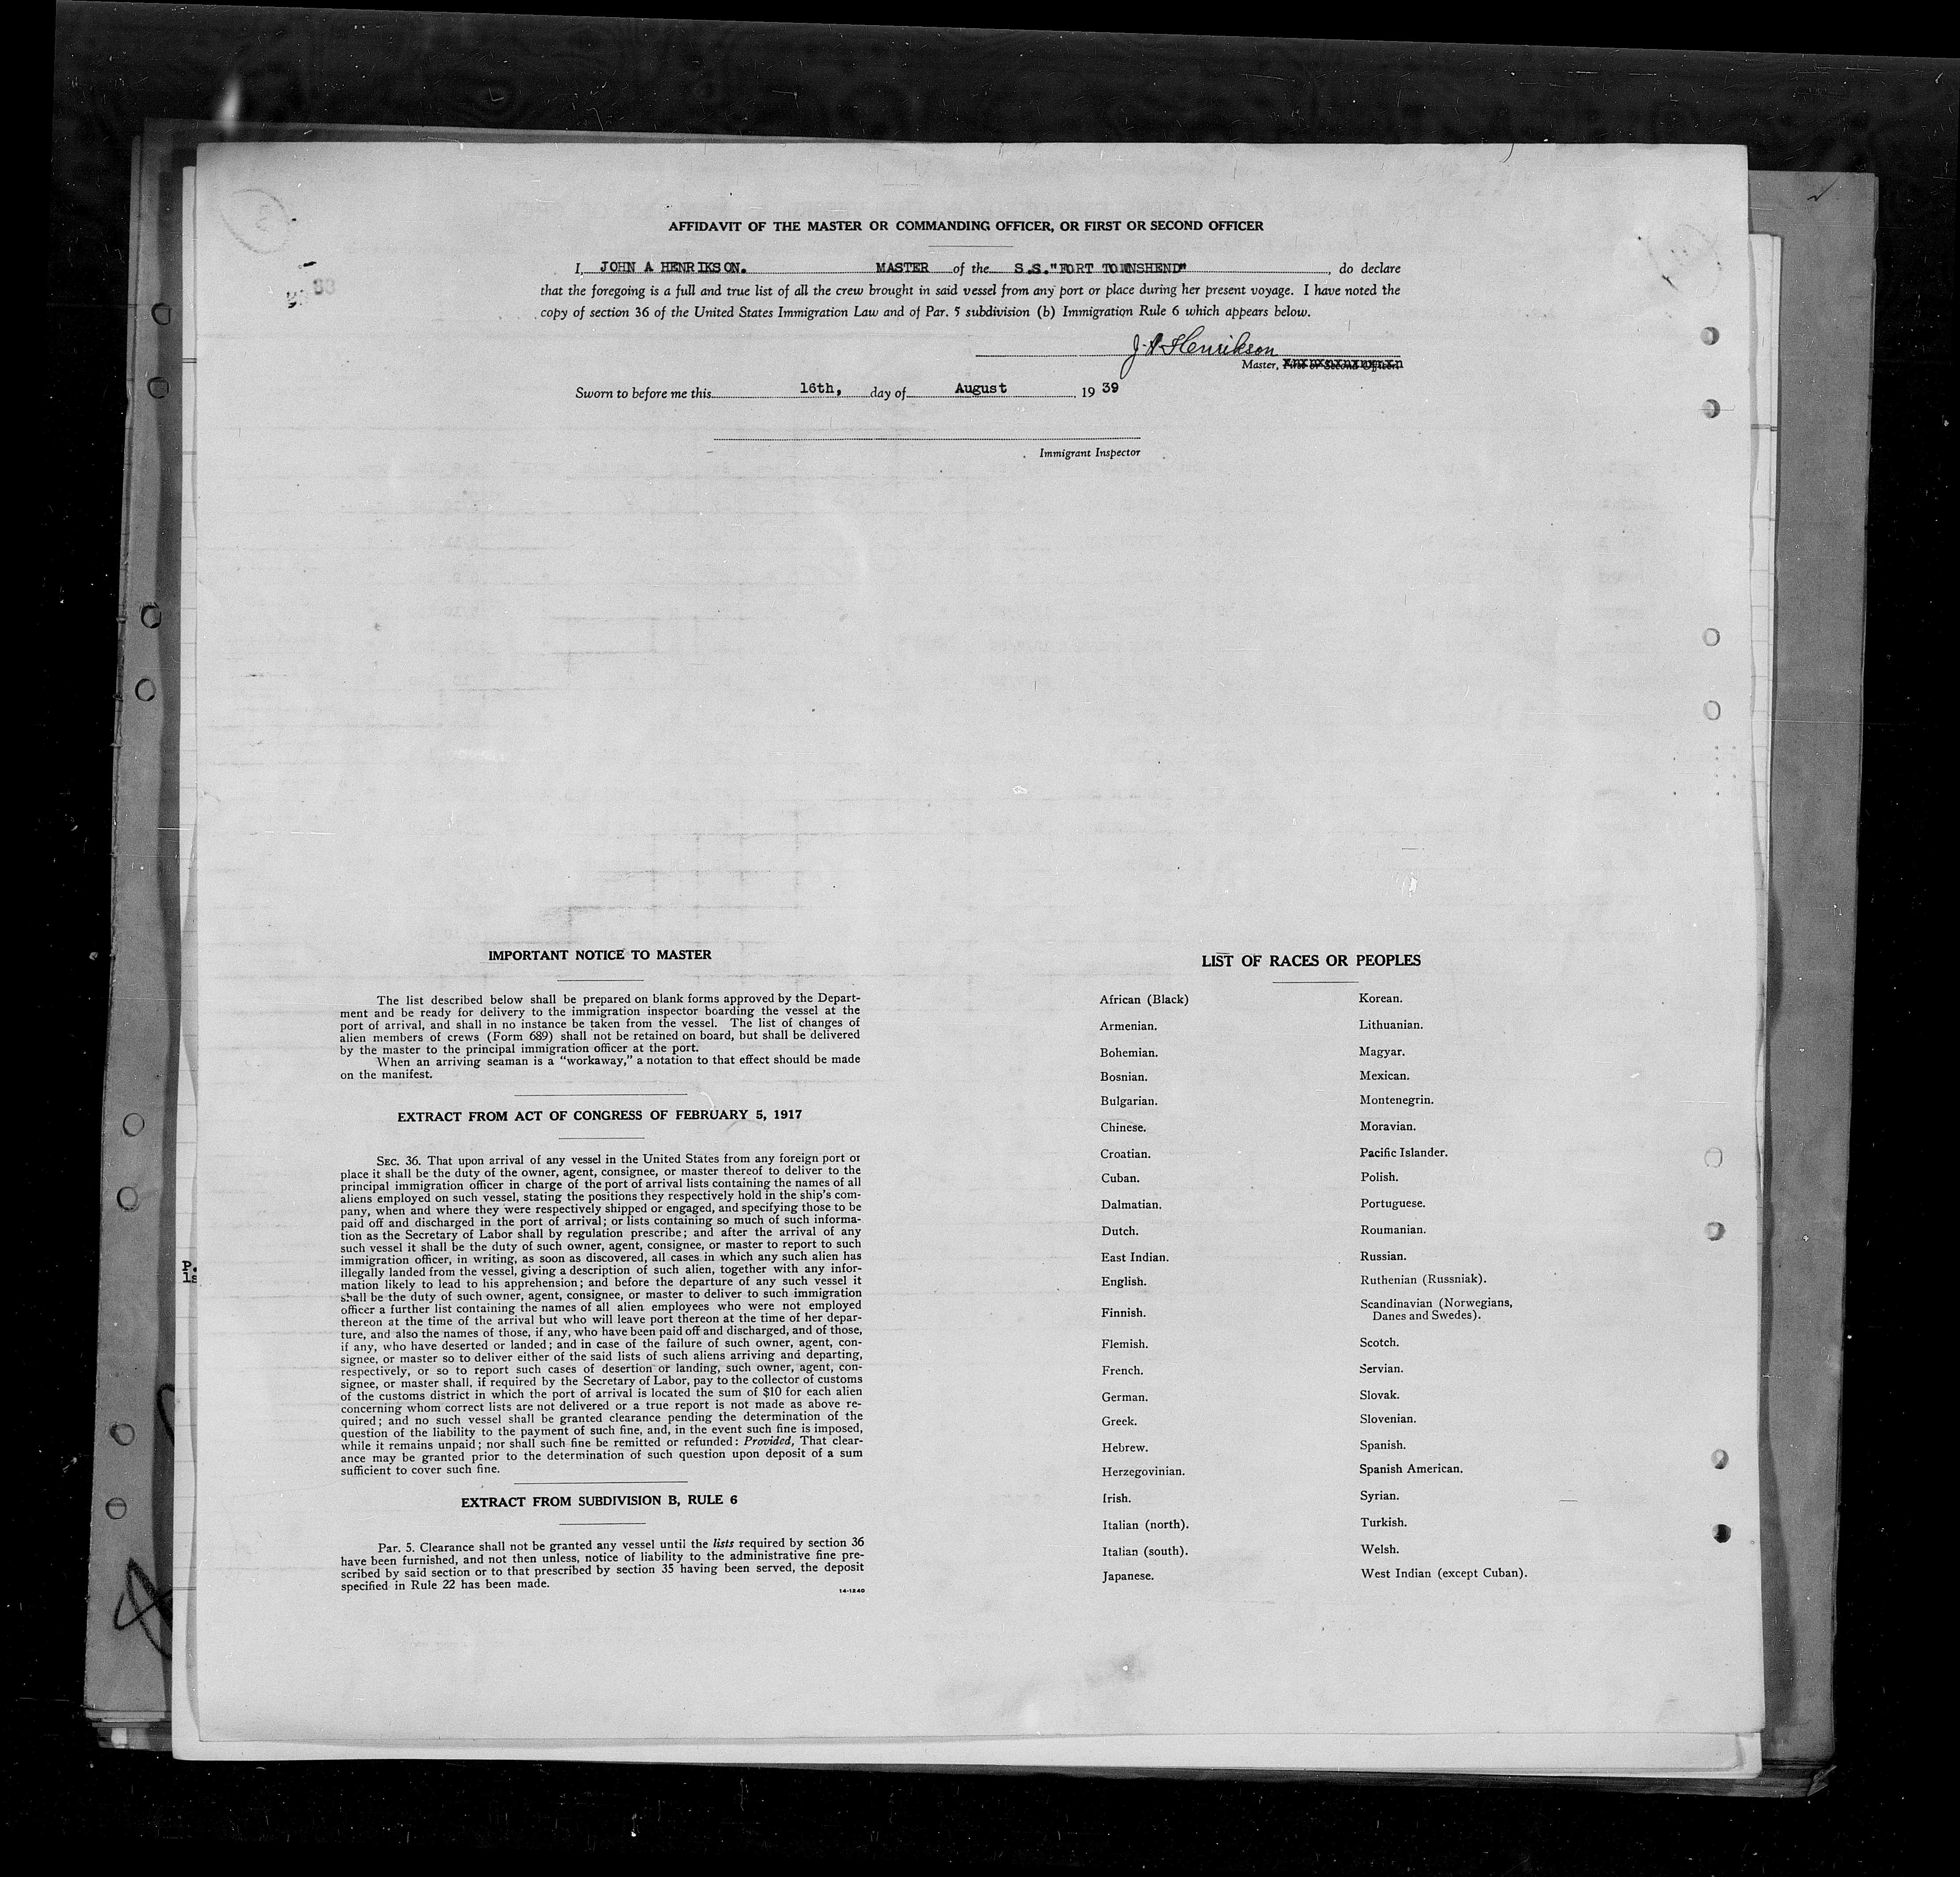 AFFIDAVIT OF THE MASTER OR COMMANDING OFFICER, OR FIRST OR SECOND OFFICER
I, JOHN A HENRIKSON. MASTER of the S.S."FORT TOWNSHEND", do declare
that the foregoing is a full and true list of all the crew brought in said vessel from any port or place during her present voyage. I have noted the
copy of section 36 of the United States Immigration Law and of Par. 5 subdivision (b) Immigration Rule 6 which appears below.
J. A. Henrikson
Master, First or Second Officer
Sworn to before me this 16th, day of August, 19 39
Immigrant Inspector
IMPORTANT NOTICE TO MASTER
The list described below shall be prepared on blank forms approved by the Depart-
ment and be ready for delivery to the immigration inspector boarding the vessel at the
port of arrival, and shall in no instance be taken from the vessel. The list of changes of
alien members of crews (Form 689) shall not be retained on board, but shall be delivered
by the master to the principal immigration officer at the port.
When an arriving seaman is a "workaway," a notation to that effect should be made
on the manifest.
EXTRACT FROM ACT OF CONGRESS OF FEBRUARY 5, 1917
SEC. 36. That upon arrival of any vessel in the United States from any foreign port or
place it shall be the duty of the owner, agent, consignee, or master thereof to deliver to the
principal immigration officer in charge of the port of arrival lists containing the names of all
aliens employed on such vessel, stating the positions they respectively hold in the ship's com-
pany, when and where they were respectively shipped or engaged, and specifying those to be
paid off and discharged in the port of arrival; or lists containing so much of such informa-
tion as the Secretary of Labor shall by regulation prescribe; and after the arrival of any
such vessel it shall be the duty of such owner, agent, consignee, or master to report to such
immigration officer, in writing, as soon as discovered, all cases in which any such alien has
illegally landed from the vessel, giving a description of such alien, together with any infor-
mation likely to lead to his apprehension; and before the departure of any such vessel it
shall be the duty of such owner, agent, consignee, or master to deliver to such immigration
officer a further list containing the names of all alien employees who were not employed
thereon at the time of the arrival but who will leave port thereon at the time of her depar-
ture, and also the names of those, if any, who have been paid off and discharged, and of those,
if any, who have deserted or landed; and in case of the failure of such owner, agent, con-
signee, or master so to deliver either of the said lists of such aliens arriving and departing,
respectively, or so to report such cases of desertion or landing, such owner, agent, con-
signee, or master shall, if required by the Secretary of Labor, pay to the collector of customs
of the customs district in which the port of arrival is located the sum of $10 for each alien
concerning whom correct lists are not delivered or a true report is not made as above re-
quired; and no such vessel shall be granted clearance pending the determination of the
question of the liability to the payment of such fine, and, in the event such fine is imposed,
while it remains unpaid; nor shall such fine be remitted or refunded: Provided, That clear-
ance may be granted prior to the determination of such question upon deposit of a sum
sufficient to cover such fine.
EXTRACT FROM SUBDIVISION B, RULE 6
Par. 5. Clearance shall not be granted any vessel until the lists required by section 36
have been furnished, and not then unless, notice of liability to the administrative fine pre-
scribed by said section or to that prescribed by section 35 having been served, the deposit
specified in Rule 22 has been made.
14-1240
LIST OF RACES OR PEOPLES
African (Black)
Armenian.
Bohemian.
Bosnian.
Bulgarian.
Chinese.
Croatian.
Cuban.
Dalmatian.
Dutch.
East Indian.
English.
Finnish.
Flemish.
French.
German.
Greek.
Hebrew.
Herzegovinian.
Irish.
Italian (north).
Italian (south).
Japanese.
Korean.
Lithuanian.
Magyar.
Mexican.
Montenegrin.
Moravian.
Pacific Islander.
Polish.
Portuguese.
Roumanian.
Russian.
Ruthenian (Russniak).
Scandinavian (Norwegians,
Danes and Swedes).
Scotch.
Servian.
Slovak.
Slovenian.
Spanish.
Spanish American.
Syrian.
Turkish.
Welsh.
West Indian (except Cuban).